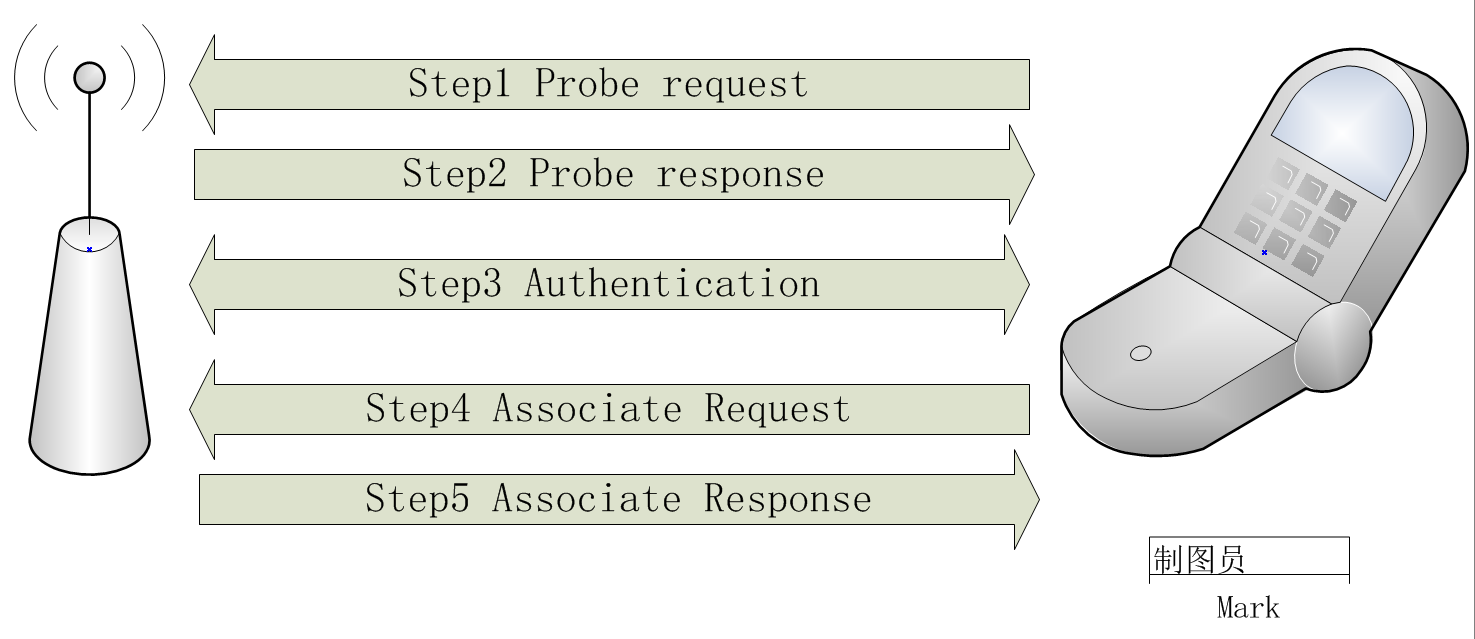 Step1 Probe request
Step2 Probe response
Step3 Authentication
Step4 Associate Request
Step5 Associate Response
制图员
Mark